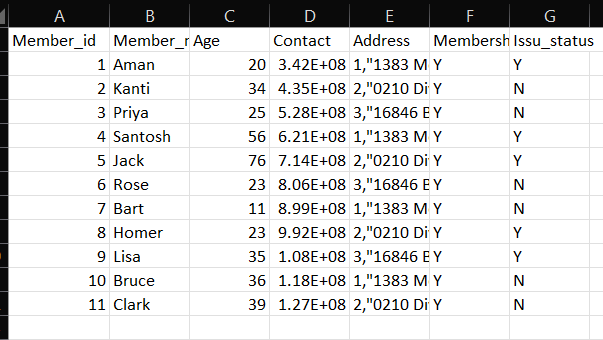 A B C D E F G
Member_id Member_r Age Contact Address Membersh Issu_status
1 Aman 20 3.42E+08 1,"1383 M Y Y
2 Kanti 34 4.35E+08 2,"0210 Di Y N
3 Priya 25 5.28E+08 3,"16846 B Y N
4 Santosh 56 6.21E+08 1,"1383 M Y Y
5 Jack 76 7.14E+08 2,"0210 Di Y Y
6 Rose 23 8.06E+08 3,"16846 B Y N
7 Bart 11 8.99E+08 1,"1383 M Y N
8 Homer 23 9.92E+08 2,"0210 Di Y Y
9 Lisa 35 1.08E+08 3,"16846 B Y Y
10 Bruce 36 1.18E+08 1,"1383 M Y N
11 Clark 39 1.27E+08 2,"0210 Di Y N